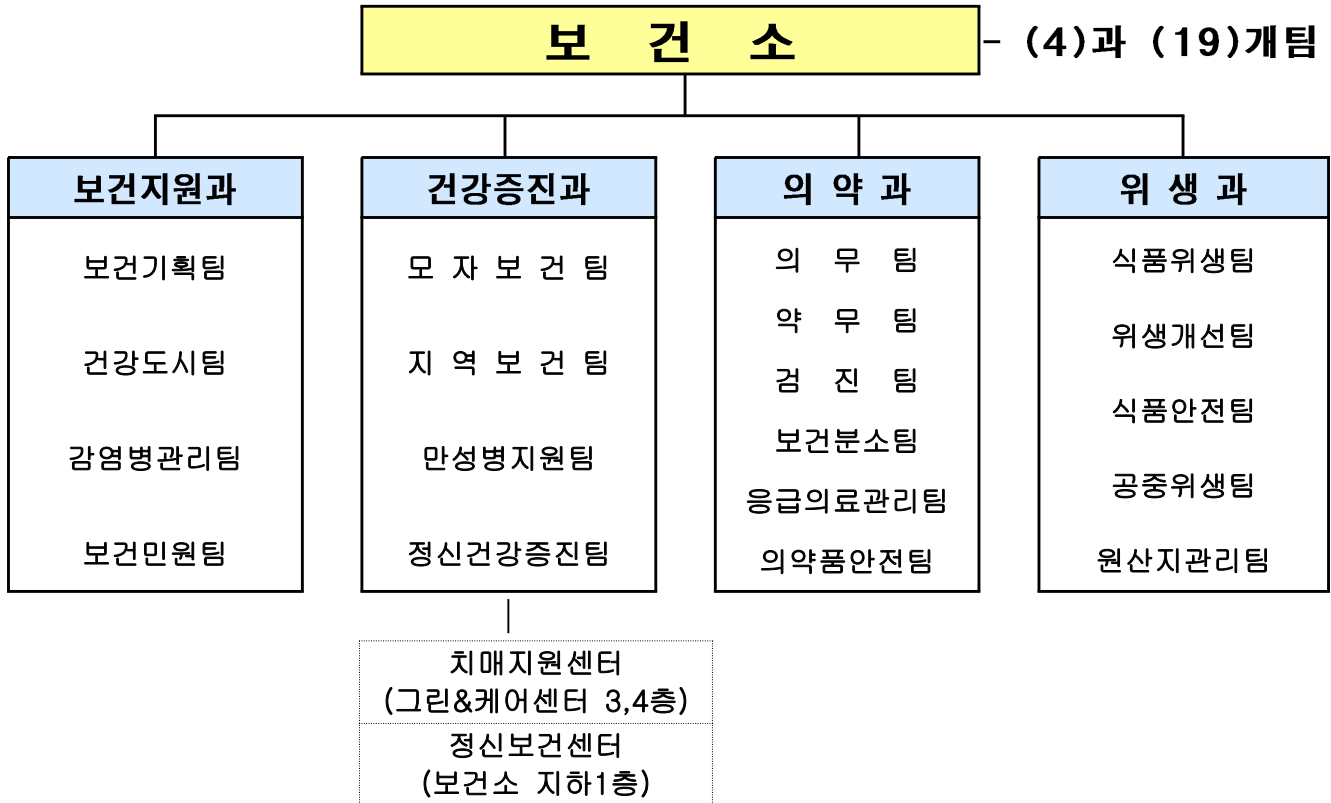 보 건 소
- (4)과 (19)개팀
보건지원과
보건기획팀
건강도시팀
감염병관리팀
보건민원팀
건강증진과
모 자 보 건 팀
지 역 보 건 팀
만성병지원팀
정신건강증진팀
치매지원센터
(그린&케어센터 3,4층)
정신보건센터
(보건소 지하1층)
의 약 과
의 무 팀
약 무 팀
검 진 팀
보건분소팀
응급의료관리팀
의약품안전팀
위 생 과
식품위생팀
위생개선팀
식품안전팀
공중위생팀
원산지관리팀